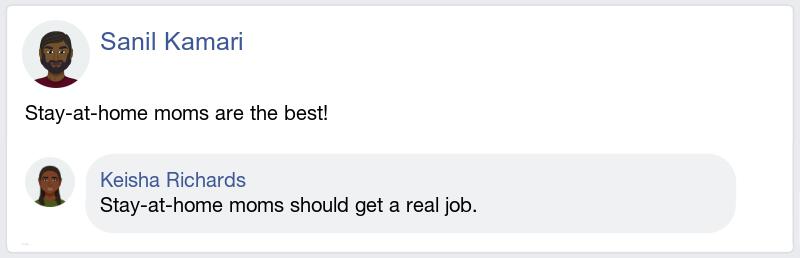 Sanil Kamari
Stay-at-home moms are the best!
Keisha Richards
Stay-at-home moms should get a real job.